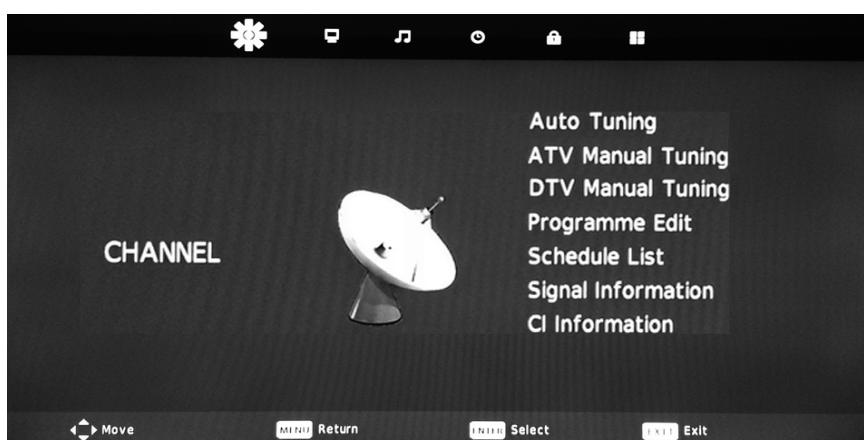 Auto Tuning
ATV Manual Tuning
DTV Manual Tuning
Programme Edit
CHANNEL
Schedule List
Signal Information
CI Information
Move
MENU Return
ENTER Select
EXIT Exit